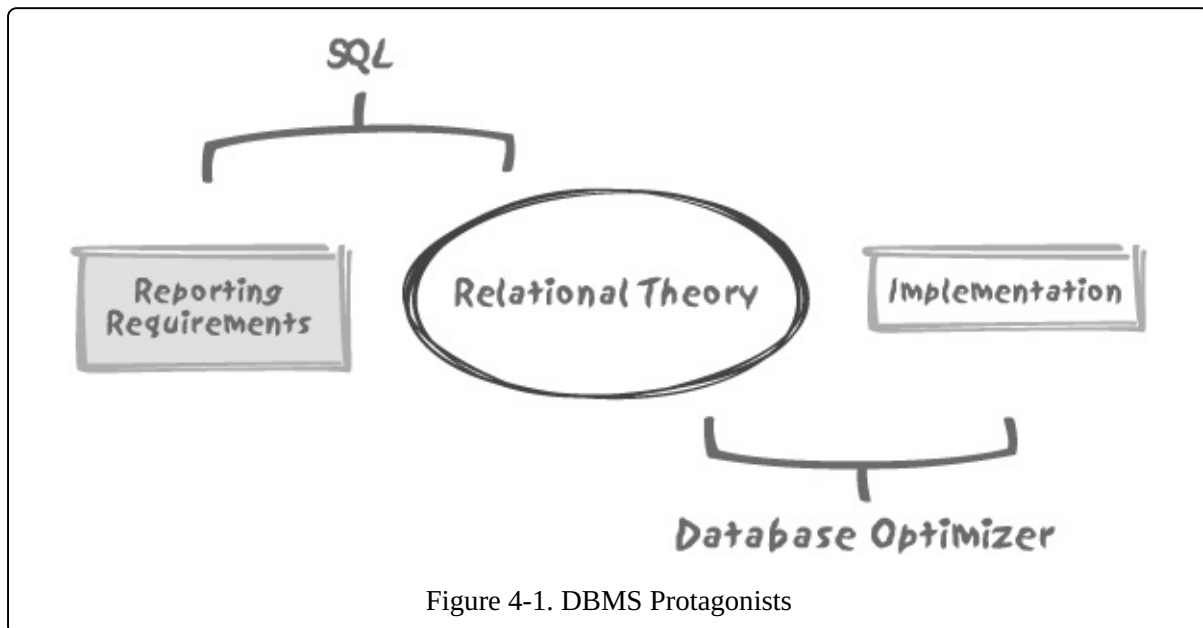 SQL
Reporting
Requirements
Relational Theory
Implementation
Database Optimizer
Figure 4-1. DBMS Protagonists